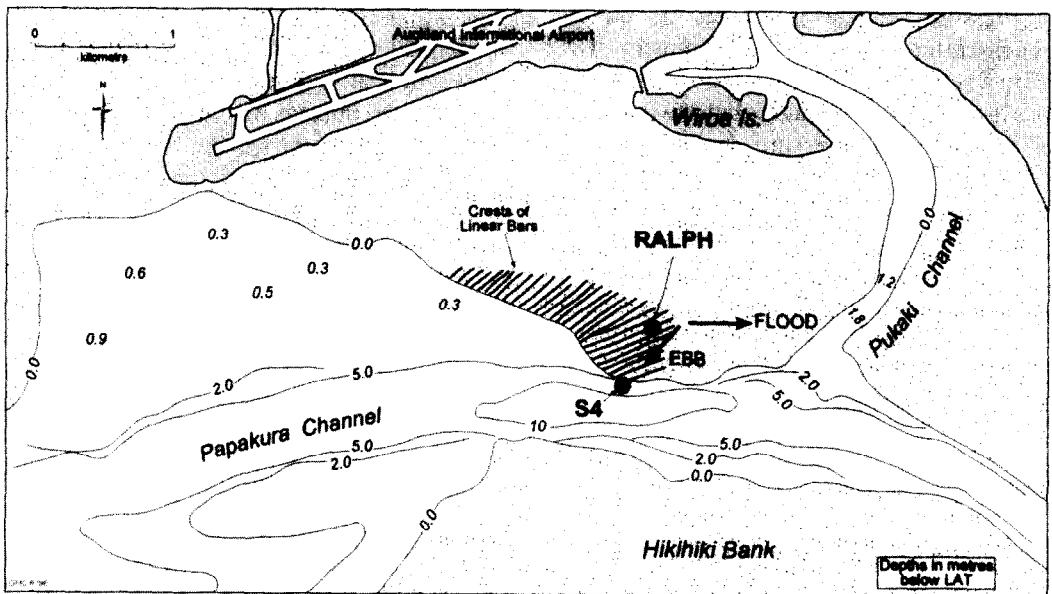 0 1
kilometre
N
Auckland International Airport
Wiroa Is.
Crests of
Linear Bars
RALPH
FLOOD
EBB
S4
Pukaki Channel
Papakura Channel
Hikihiki Bank
0.3
0.0
0.6
0.3
0.5
0.3
0.9
0.0
2.0
5.0
0.0
1.2
1.8
2.0
5.0
10
5.0
2.0
5.0
2.0
0.0
0.0
Depths in metres
below LAT